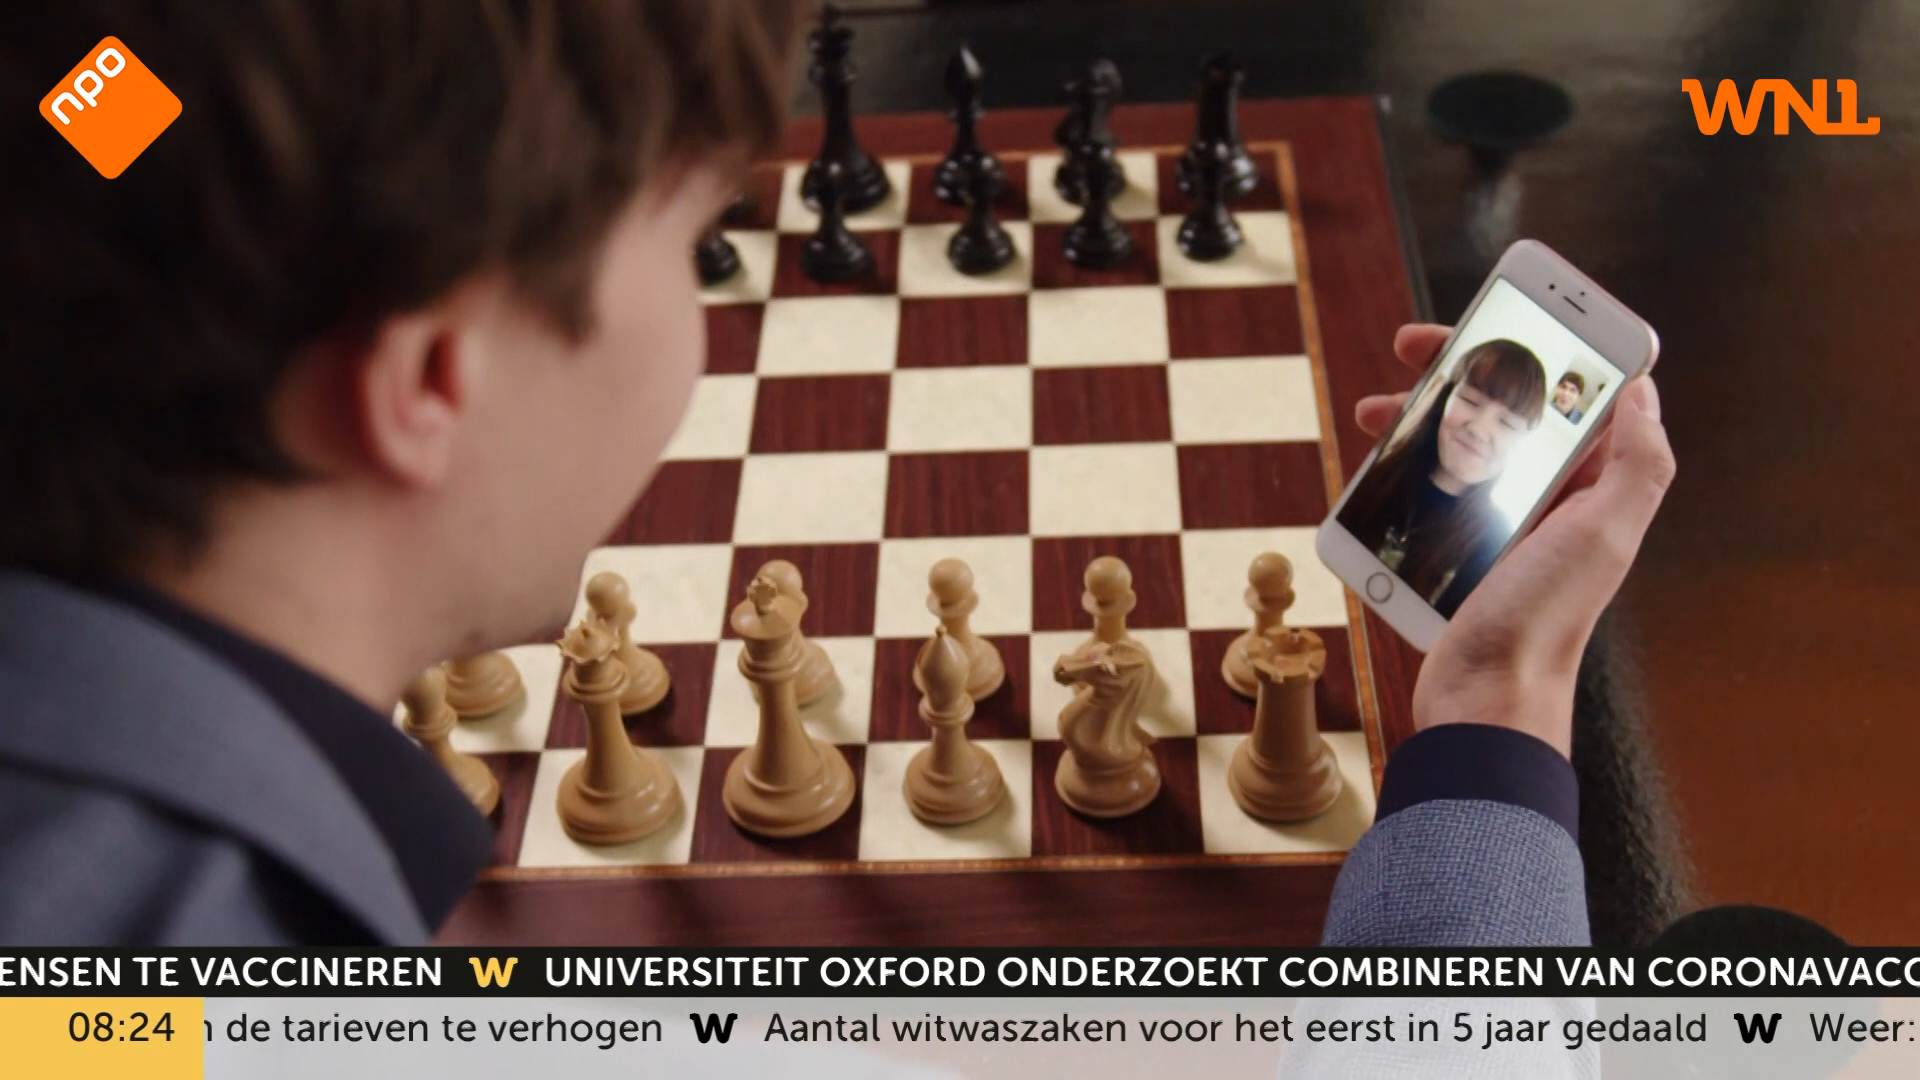 npo
WNL
ENSEN TE VACCINEREN W UNIVERSITEIT OXFORD ONDERZOEKT COMBINEREN VAN CORONAVACC
08:24 n de tarieven te verhogen W Aantal witwaszaken voor het eerst in 5 jaar gedaald W Weer: